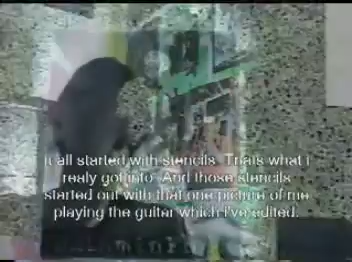 it all started with stencils. Thats what i
realy got into. And those stencils
started out with that one picture of me
playing the guitar which i've edited.